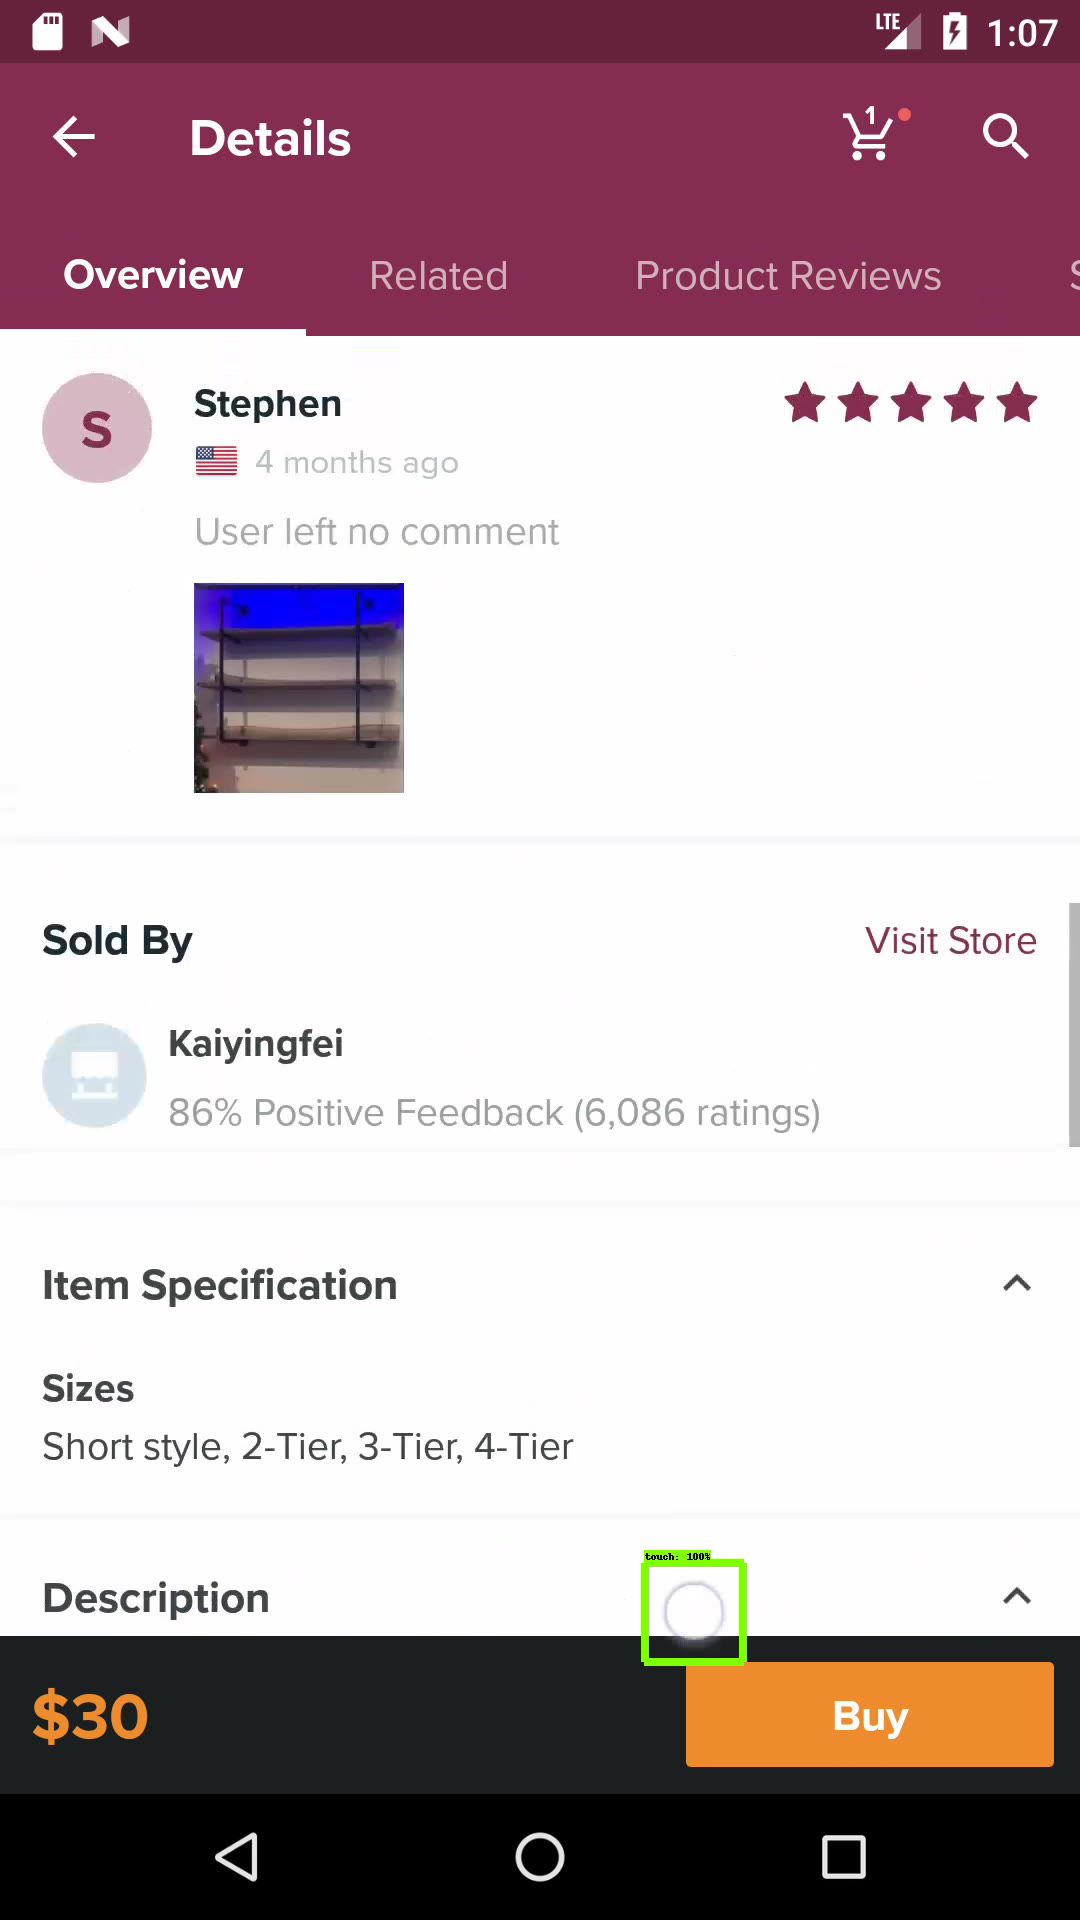 LTE 1:07
Details 1
Overview Related Product Reviews S
S Stephen
4 months ago
User left no comment
Sold By Visit Store
Kaiyingfei
86% Positive Feedback (6,086 ratings)
Item Specification
Sizes
Short style, 2-Tier, 3-Tier, 4-Tier
touch: 100%
Description
$30 Buy